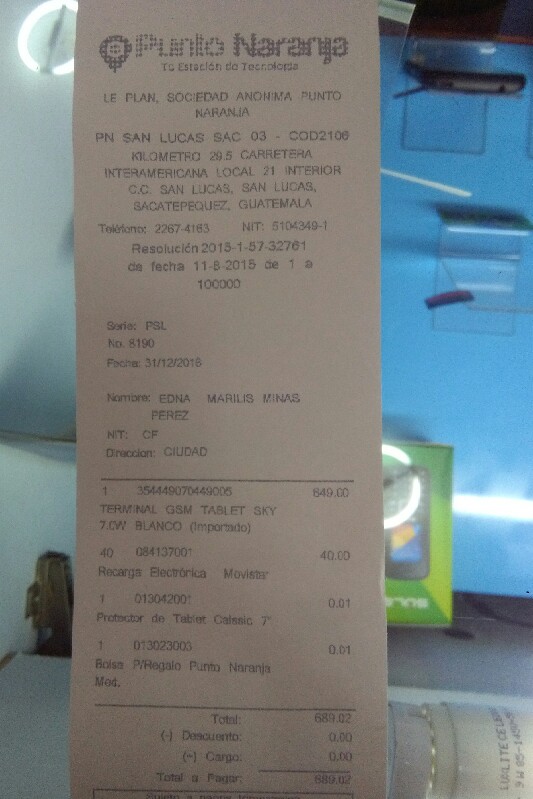 Punto Naranja
Tu Estación de Tecnología
LE PLAN, SOCIEDAD ANONIMA PUNTO
NARANJA
PN SAN LUCAS SAC 03 - COD2106
KILOMETRO 29.5 CARRETERA
INTERAMERICANA LOCAL 21 INTERIOR
C.C. SAN LUCAS, SAN LUCAS,
SACATEPEQUEZ, GUATEMALA
Teléfono: 2267-4163 NIT: 5104349-1
Resolución 2015-1-57-32761
de fecha 11-8-2015 de 1 a
100000
Serie: PSL
No. 8190
Fecha: 31/12/2016
Nombre: EDNA MARILIS MINAS
PEREZ
NIT: CF
Direccion: CIUDAD
1 354449070449006 649.00
TERMINAL GSM TABLET SKY
7.0W BLANCO (Importado)
40 084137001 40.00
Recarga Electrónica Movistar
1 013042001 0.01
Protector de Tablet Calssic 7"
1 013023003 0.01
Bolsa P/Regalo Punto Naranja
Med.
Total: 689.02
(-) Descuento: 0.00
(~) Cargo: 0.00
Total a Pagar: 689.02